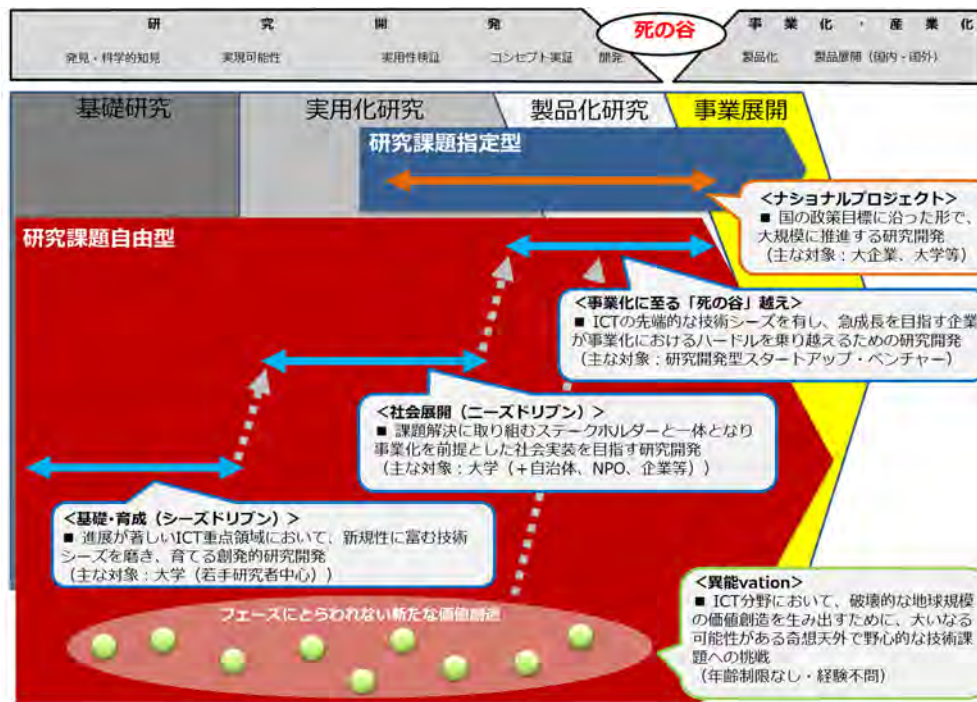 研究開発
死の谷
事業化・産業化
発見・科学的知見
実現可能性
実用性検証
コンセプト実証
開発
製品化
製品展開（国内・国外）
基礎研究
実用化研究
製品化研究
事業展開
研究課題指定型
＜ナショナルプロジェクト＞
■ 国の政策目標に沿った形で、
大規模に推進する研究開発
（主な対象：大企業、大学等）
研究課題自由型
＜事業化に至る「死の谷」越え＞
■ ICTの先端的な技術シーズを有し、急成長を目指す企業
が事業化におけるハードルを乗り越えるための研究開発
（主な対象：研究開発型スタートアップ・ベンチャー）
＜社会展開（ニーズドリブン）＞
■ 課題解決に取り組むステークホルダーと一体となり
事業化を前提とした社会実装を目指す研究開発
（主な対象：大学（＋自治体、NPO、企業等））
＜基礎・育成（シーズドリブン）＞
■ 進展が著しいICT重点領域において、新規性に富む技術
シーズを磨き、育てる創発的研究開発
（主な対象：大学（若手研究者中心））
フェーズにとらわれない新たな価値創造
＜異能vation＞
■ ICT分野において、破壊的な地球規模
の価値創造を生み出すために、大いなる
可能性がある奇想天外で野心的な技術課
題への挑戦
（年齢制限なし・経験不問）